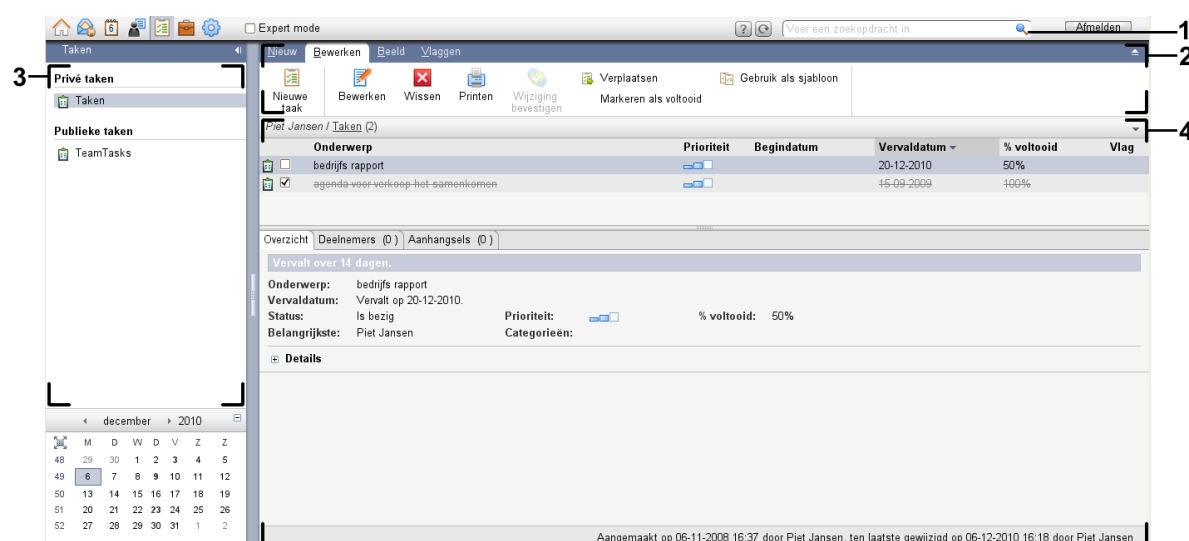 6 Expert mode ? Voer een zoekopdracht in Afmelden 1
Taken Nieuw Bewerken Beeld Vlaggen 2
3 Privé taken
Taken
Publieke taken
TeamTasks
Nieuwe taak Bewerken Wissen Printen Wijziging bevestigen Verplaatsen Markeren als voltooid Gebruik als sjabloon
Piet Jansen / Taken (2) 4
Onderwerp Prioriteit Begindatum Vervaldatum % voltooid Vlag
bedrijfs rapport 20-12-2010 50%
agenda voor verkoop het samenkomen 15-09-2009 100%
Overzicht Deelnemers (0 ) Aanhangsels (0 )
Vervalt over 14 dagen.
Onderwerp: bedrijfs rapport
Vervaldatum: Vervalt op 20-12-2010.
Status: Is bezig Prioriteit: % voltooid: 50%
Belangrijkste: Piet Jansen Categorieën:
Details
december 2010
M D W D V Z Z
48 29 30 1 2 3 4 5
49 6 7 8 9 10 11 12
50 13 14 15 16 17 18 19
51 20 21 22 23 24 25 26
52 27 28 29 30 31 1 2
Aangemaakt op 06-11-2008 16:37 door Piet Jansen, ten laatste gewijzigd op 06-12-2010 16:18 door Piet Jansen